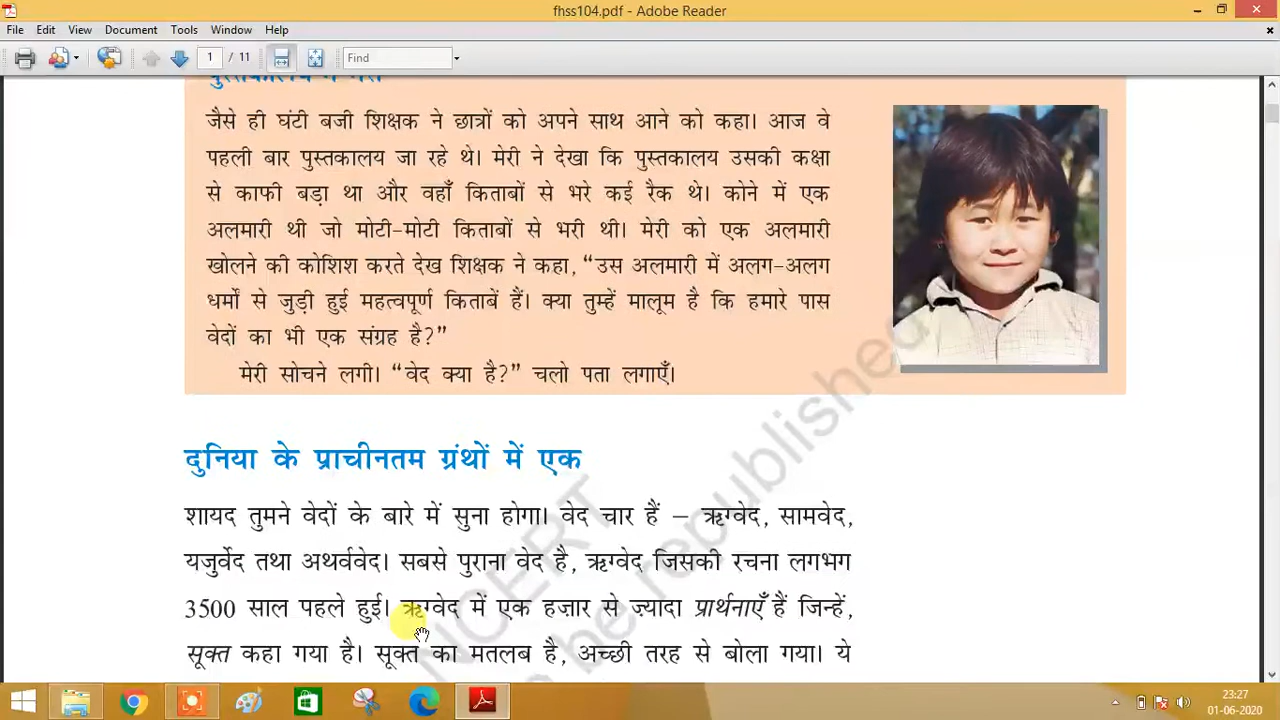 fhss104.pdf - Adobe Reader
File Edit View Document Tools Window Help
1 / 11 Find
जैसे ही घंटी बजी शिक्षक ने छात्रों को अपने साथ आने को कहा। आज वे
पहली बार पुस्तकालय जा रहे थे। मेरी ने देखा कि पुस्तकालय उसकी कक्षा
से काफी बड़ा था और वहाँ किताबों से भरे कई रैक थे। कोने में एक
अलमारी थी जो मोटी-मोटी किताबों से भरी थी। मेरी को एक अलमारी
खोलने की कोशिश करते देख शिक्षक ने कहा, “उस अलमारी में अलग-अलग
धर्मों से जुड़ी हुई महत्वपूर्ण किताबें हैं। क्या तुम्हें मालूम है कि हमारे पास
वेदों का भी एक संग्रह है?”
मेरी सोचने लगी। “वेद क्या है?” चलो पता लगाएँ।
दुनिया के प्राचीनतम ग्रंथों में एक
शायद तुमने वेदों के बारे में सुना होगा। वेद चार हैं – ऋग्वेद, सामवेद,
यजुर्वेद तथा अथर्ववेद। सबसे पुराना वेद है, ऋग्वेद जिसकी रचना लगभग
3500 साल पहले हुई। ऋग्वेद में एक हज़ार से ज़्यादा प्रार्थनाएँ हैं जिन्हें,
सूक्त कहा गया है। सूक्त का मतलब है, अच्छी तरह से बोला गया। ये
NCERT
be republished
23:27
01-06-2020